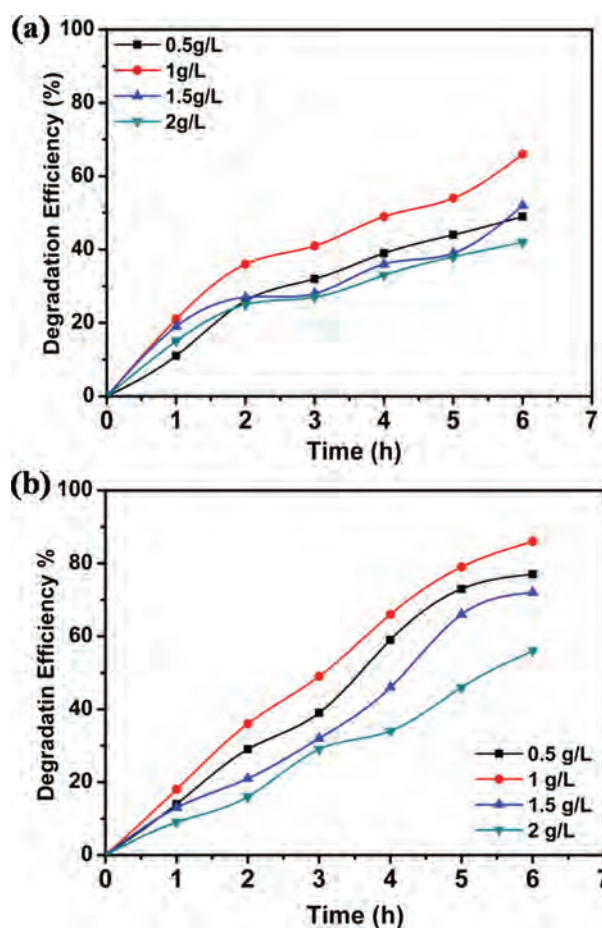 (a)
100
80
60
40
20
0
Degradation Efficiency (%)
0.5g/L
1g/L
1.5g/L
2g/L
0 1 2 3 4 5 6 7
Time (h)
(b)
100
80
60
40
20
0
Degradatin Efficiency %
0.5 g/L
1 g/L
1.5 g/L
2 g/L
0 1 2 3 4 5 6 7
Time (h)